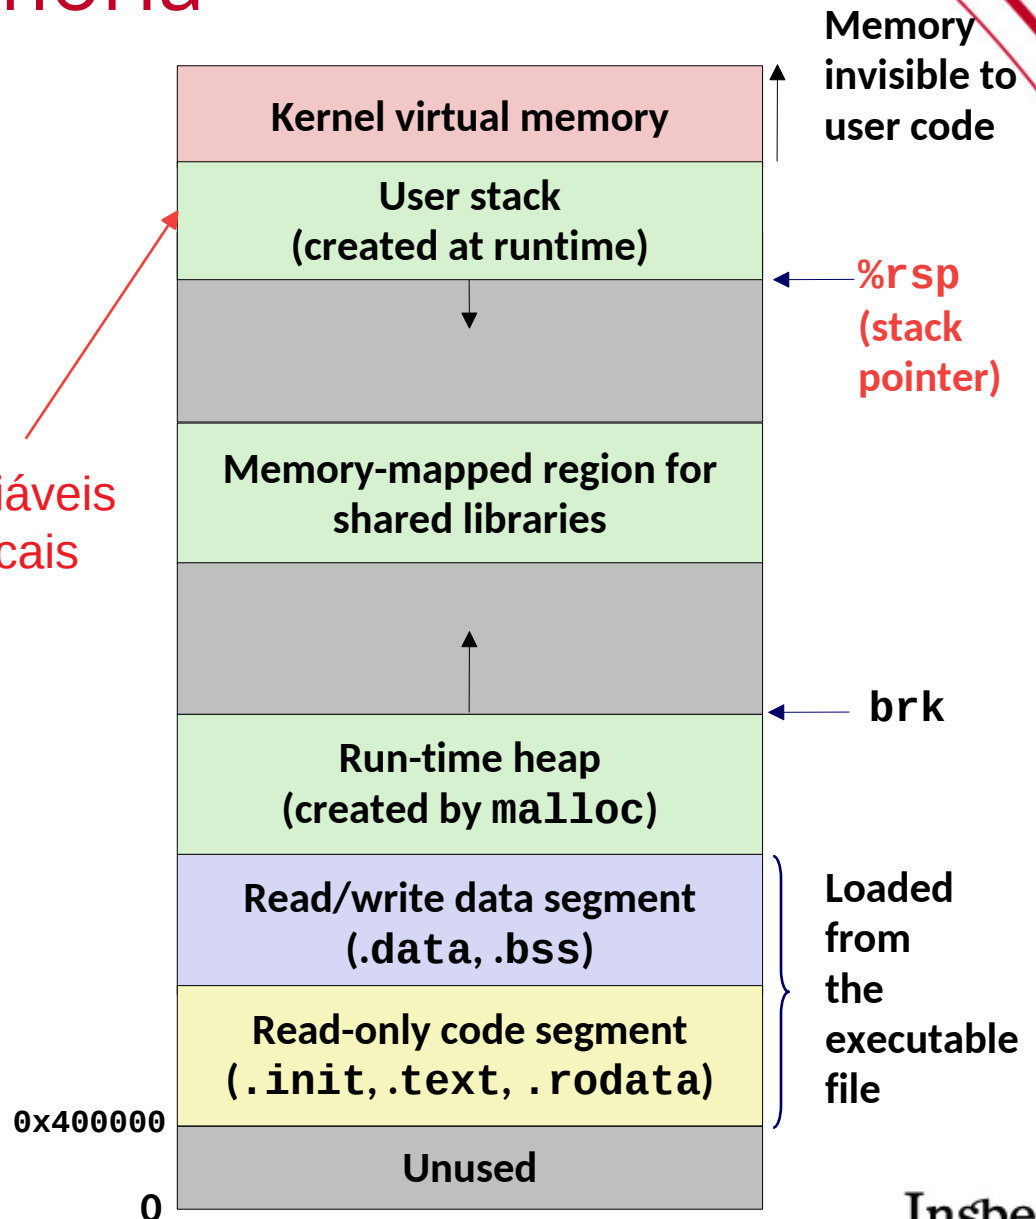 Memory
invisible to
user code
Kernel virtual memory
User stack
(created at runtime)
%rsp
(stack
pointer)
Memory-mapped region for
shared libraries
iáveis
cais
brk
Run-time heap
(created by malloc)
Read/write data segment
(.data, .bss)
Loaded
from
the
executable
file
Read-only code segment
(.init, .text, .rodata)
0x400000
Unused
0